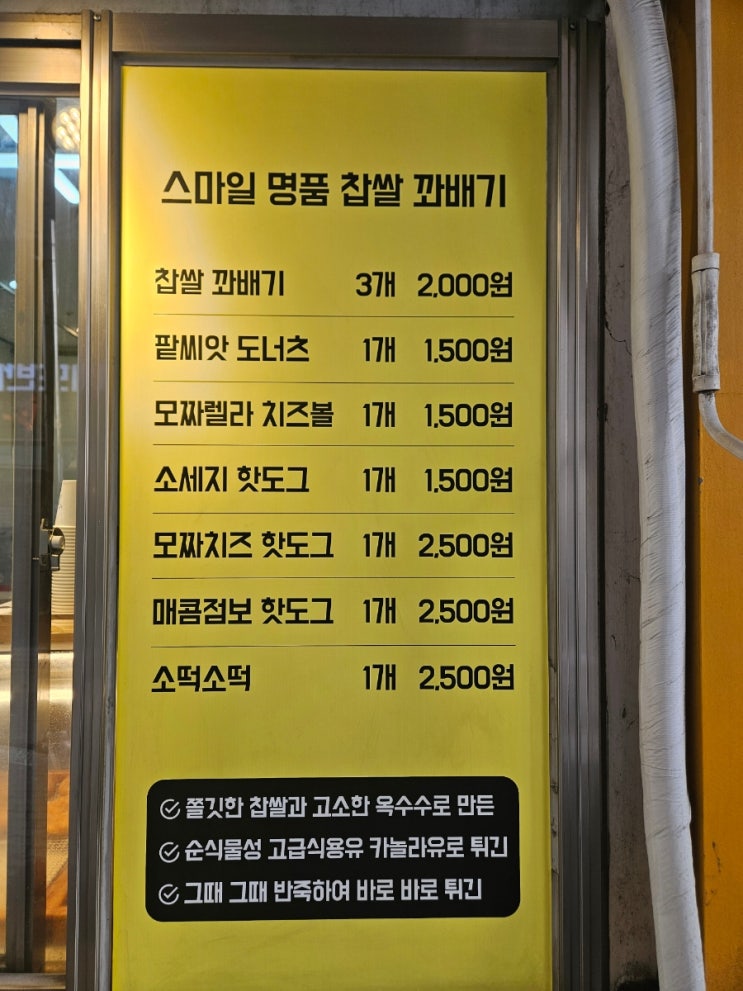 스마일 명품 찹쌀 꽈배기
찹쌀 꽈배기 3개 2,000원
팥씨앗 도너츠 1개 1,500원
모짜렐라 치즈볼 1개 1,500원
소세지 핫도그 1개 1,500원
모짜치즈 핫도그 1개 2,500원
매콤점보 핫도그 1개 2,500원
소떡소떡 1개 2,500원
쫄깃한 찹쌀과 고소한 옥수수로 만든
순식물성 고급식용유 카놀라유로 튀긴
그때 그때 반죽하여 바로 바로 튀긴